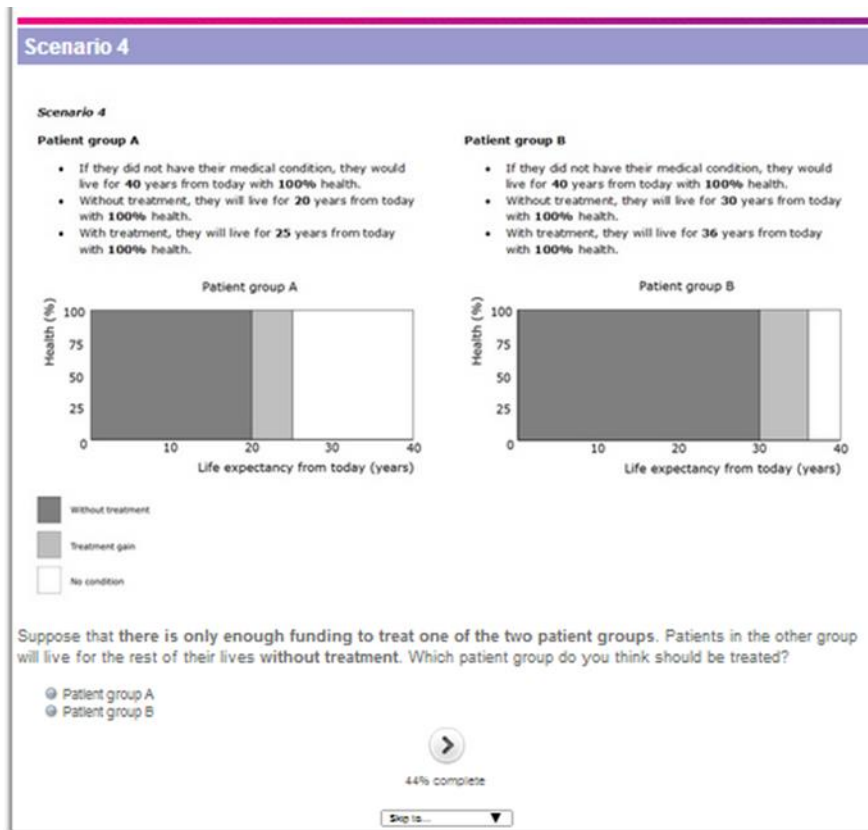 Scenario 4
Scenario 4
Patient group A
• If they did not have their medical condition, they would
live for 40 years from today with 100% health.
• Without treatment, they will live for 20 years from today
with 100% health.
• With treatment, they will live for 25 years from today
with 100% health.
Patient group B
• If they did not have their medical condition, they would
live for 40 years from today with 100% health.
• Without treatment, they will live for 30 years from today
with 100% health.
• With treatment, they will live for 36 years from today
with 100% health.
Patient group A
Health (%)
100
75
50
25
0 10 20 30 40
Life expectancy from today (years)
Patient group B
Health (%)
100
75
50
25
0 10 20 30 40
Life expectancy from today (years)
Without treatment
Treatment gain
No condition
Suppose that there is only enough funding to treat one of the two patient groups. Patients in the other group
will live for the rest of their lives without treatment. Which patient group do you think should be treated?
Patient group A
Patient group B
44% complete
Skip to...